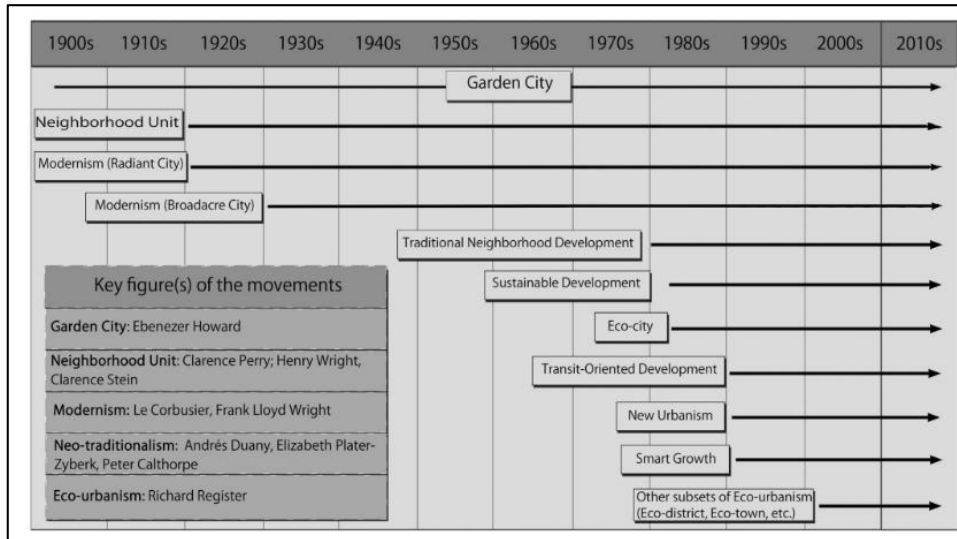 1900s 1910s 1920s 1930s 1940s 1950s 1960s 1970s 1980s 1990s 2000s 2010s
Garden City
Neighborhood Unit
Modernism (Radiant City)
Modernism (Broadacre City)
Traditional Neighborhood Development
Sustainable Development
Eco-city
Transit-Oriented Development
New Urbanism
Smart Growth
Other subsets of Eco-urbanism
(Eco-district, Eco-town, etc.)
Key figure(s) of the movements
Garden City: Ebenezer Howard
Neighborhood Unit: Clarence Perry; Henry Wright,
Clarence Stein
Modernism: Le Corbusier, Frank Lloyd Wright
Neo-traditionalism: Andrés Duany, Elizabeth Plater-
Zyberk, Peter Calthorpe
Eco-urbanism: Richard Register